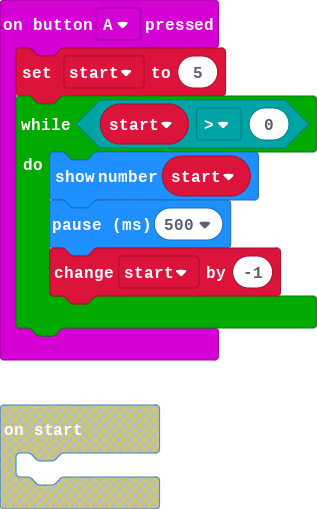 on button A pressed
set start to 5
while start > 0
do
show number start
pause (ms) 500
change start by -1
on start